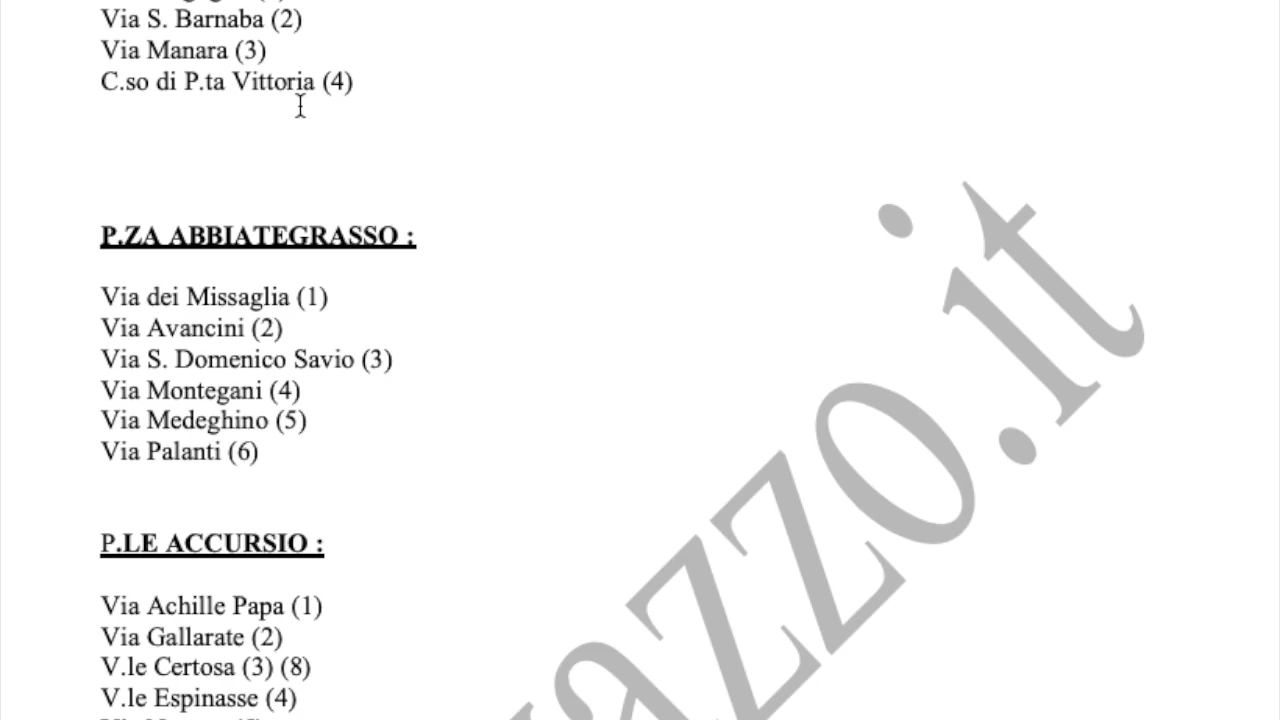 Via S. Barnaba (2)
Via Manara (3)
C.so di P.ta Vittoria (4)
P.ZA ABBIATEGRASSO :
Via dei Missaglia (1)
Via Avancini (2)
Via S. Domenico Savio (3)
Via Montegani (4)
Via Medeghino (5)
Via Palanti (6)
P.LE ACCURSIO :
Via Achille Papa (1)
Via Gallarate (2)
V.le Certosa (3) (8)
V.le Espinasse (4)
azzo.it